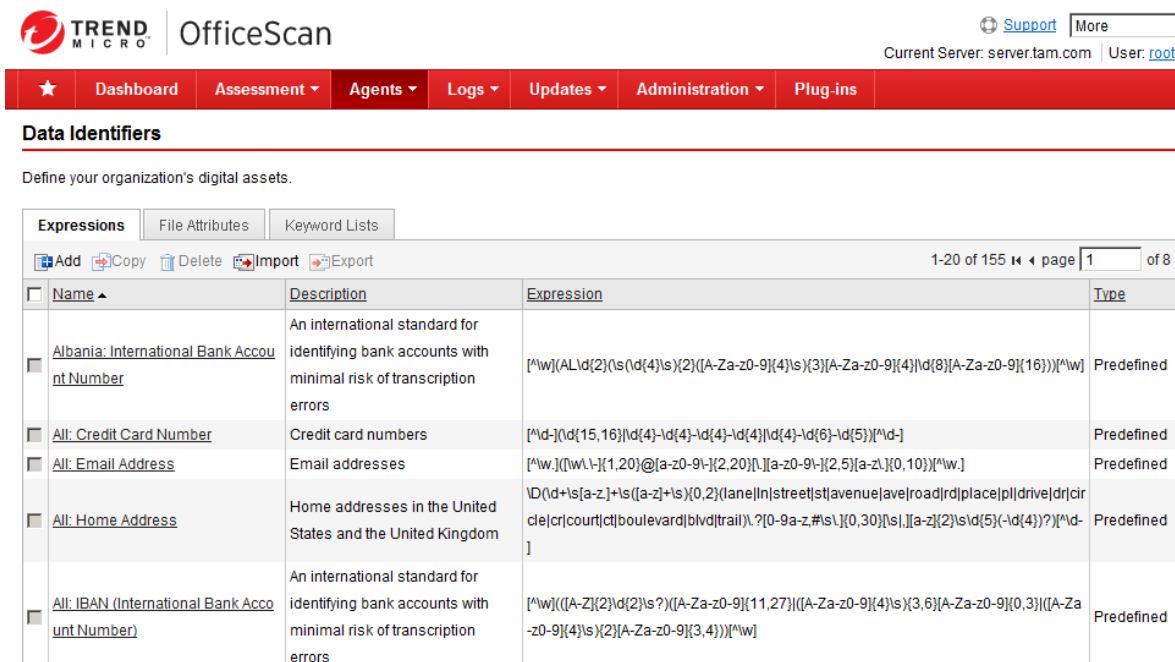 TREND MICRO OfficeScan
Support More
Current Server: server.tam.com User: root
★ Dashboard Assessment ▾ Agents ▾ Logs ▾ Updates ▾ Administration ▾ Plug-ins
Data Identifiers
Define your organization's digital assets.
Expressions File Attributes Keyword Lists
Add Copy Delete Import Export 1-20 of 155 page 1 of 8
Name Description Expression Type
Albania: International Bank Accou
nt Number
An international standard for
identifying bank accounts with
minimal risk of transcription
errors
[^\w](AL\d{2}(\s(\d{4}\s){2}([A-Za-z0-9]{4}\s){3}[A-Za-z0-9]{4}|\d{8}[A-Za-z0-9]{16}))[^\w]
Predefined
All: Credit Card Number
Credit card numbers
[^\d-](\d{15,16}|\d{4}-\d{4}-\d{4}-\d{4}|\d{4}-\d{6}-\d{5})[^\d-]
Predefined
All: Email Address
Email addresses
[^\w.]([\w\.\-]{1,20}@[a-z0-9\-]{2,20}[\.][a-z0-9\-]{2,5}[a-z\.]{0,10})[^\w.]
Predefined
All: Home Address
Home addresses in the United
States and the United Kingdom
\D(\d+\s[a-z.]+\s([a-z]+\s){0,2}(lane|ln|street|st|avenue|ave|road|rd|place|pl|drive|dr|cir
cle|cr|court|ct|boulevard|blvd|trail)\.?[0-9a-z,#\s\.]{0,30}[\s|,][a-z]{2}\s\d{5}(-\d{4})?)[^\d-
]
Predefined
All: IBAN (International Bank Acco
unt Number)
An international standard for
identifying bank accounts with
minimal risk of transcription
errors
[^\w](([A-Z]{2}\d{2}\s?)([A-Za-z0-9]{11,27}|([A-Za-z0-9]{4}\s){3,6}[A-Za-z0-9]{0,3}|([A-Za
-z0-9]{4}\s){2}[A-Za-z0-9]{3,4}))[^\w]
Predefined